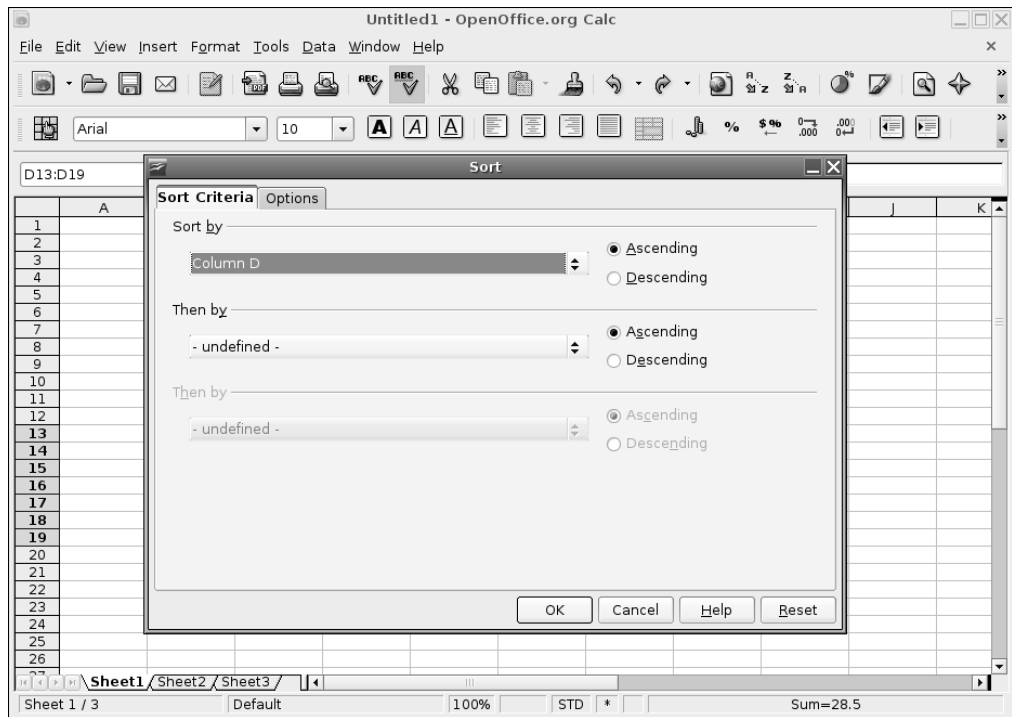 Untitled1 - OpenOffice.org Calc
File Edit View Insert Format Tools Data Window Help
Arial 10
D13:D19
Sort
Sort Criteria Options
A J K
Sort by
Column D
Ascending
Descending
Then by
- undefined -
Ascending
Descending
Then by
- undefined -
Ascending
Descending
OK Cancel Help Reset
1
2
3
4
5
6
7
8
9
10
11
12
13
14
15
16
17
18
19
20
21
22
23
24
25
26
27
Sheet1 Sheet2 Sheet3
Sheet 1 / 3 Default 100% STD * Sum=28.5